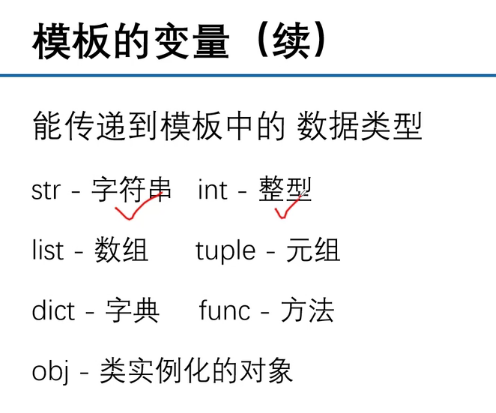 模板的变量（续）
能传递到模板中的 数据类型
str - 字符串 int - 整型
list - 数组 tuple - 元组
dict - 字典 func - 方法
obj - 类实例化的对象